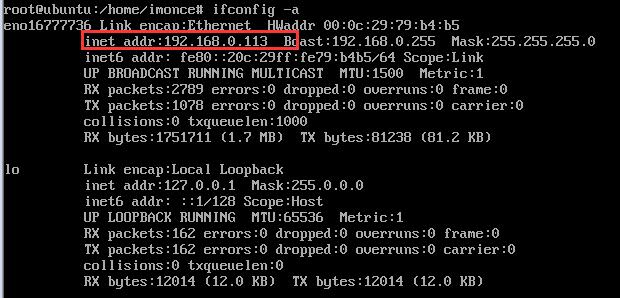 root@ubuntu:/home/imonce# ifconfig -a
eno16777736 Link encap:Ethernet  HWaddr 00:0c:29:79:b4:b5
inet addr:192.168.0.113  Bcast:192.168.0.255  Mask:255.255.255.0
inet6 addr: fe80::20c:29ff:fe79:b4b5/64 Scope:Link
UP BROADCAST RUNNING MULTICAST  MTU:1500  Metric:1
RX packets:2789 errors:0 dropped:0 overruns:0 frame:0
TX packets:1078 errors:0 dropped:0 overruns:0 carrier:0
collisions:0 txqueuelen:1000
RX bytes:1751711 (1.7 MB)  TX bytes:81238 (81.2 KB)
lo        Link encap:Local Loopback
inet addr:127.0.0.1  Mask:255.0.0.0
inet6 addr: ::1/128 Scope:Host
UP LOOPBACK RUNNING  MTU:65536  Metric:1
RX packets:162 errors:0 dropped:0 overruns:0 frame:0
TX packets:162 errors:0 dropped:0 overruns:0 carrier:0
collisions:0 txqueuelen:0
RX bytes:12014 (12.0 KB)  TX bytes:12014 (12.0 KB)